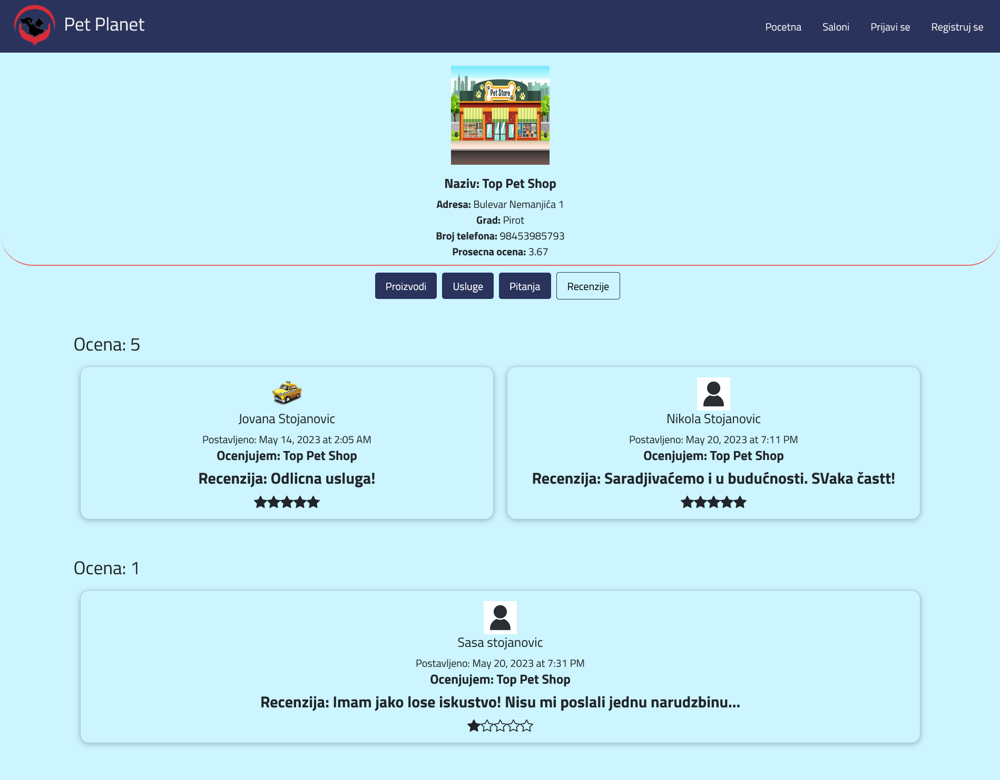 Pet Planet
Pocetna
Saloni
Prijavi se
Registruj se
Pet Store
Naziv: Top Pet Shop
Adresa: Bulevar Nemanjića 1
Grad: Pirot
Broj telefona: 98453985793
Prosecna ocena: 3.67
Proizvodi
Usluge
Pitanja
Recenzije
Ocena: 5
Jovana Stojanovic
Postavljeno: May 14, 2023 at 2:05 AM
Ocenjujem: Top Pet Shop
Recenzija: Odlicna usluga!
Nikola Stojanovic
Postavljeno: May 20, 2023 at 7:11 PM
Ocenjujem: Top Pet Shop
Recenzija: Saradjivaćemo i u budućnosti. SVaka častt!
Ocena: 1
Sasa stojanovic
Postavljeno: May 20, 2023 at 7:31 PM
Ocenjujem: Top Pet Shop
Recenzija: Imam jako lose iskustvo! Nisu mi poslali jednu narudzbinu...